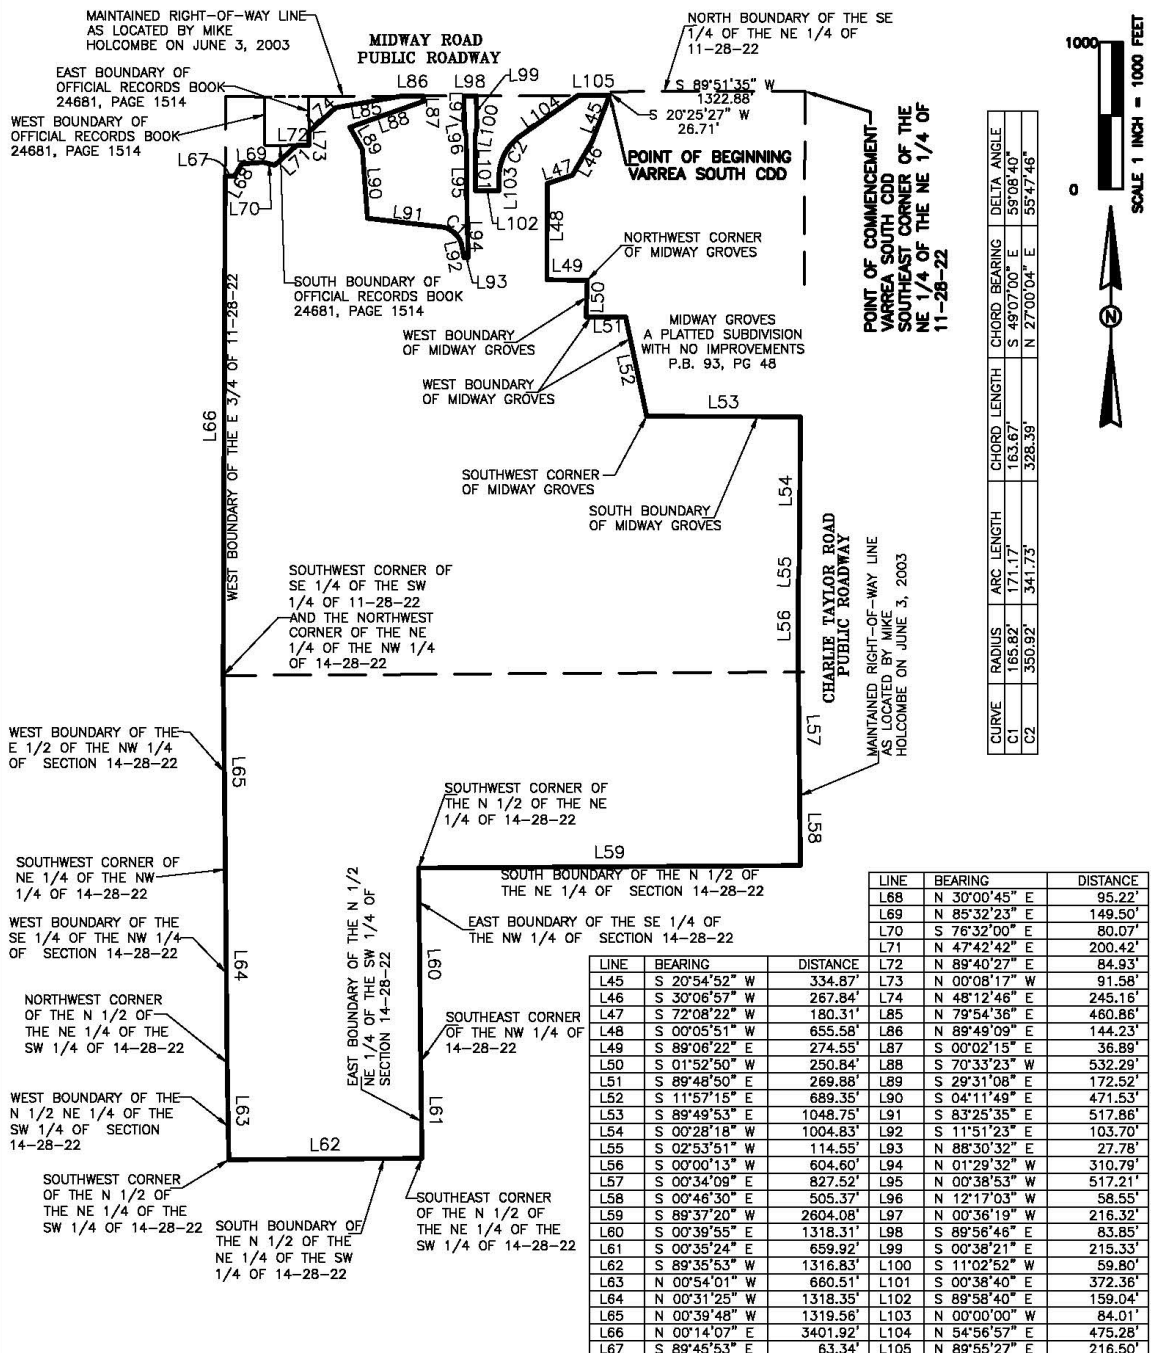 MAINTAINED RIGHT-OF-WAY LINE
AS LOCATED BY MIKE
HOLCOMBE ON JUNE 3, 2003
MIDWAY ROAD
PUBLIC ROADWAY
NORTH BOUNDARY OF THE SE
1/4 OF THE NE 1/4 OF
11-28-22
EAST BOUNDARY OF
OFFICIAL RECORDS BOOK
24681, PAGE 1514
WEST BOUNDARY OF
OFFICIAL RECORDS BOOK
24681, PAGE 1514
S 89°51'35" W
1322.88'
S 20°25'27" W
26.71'
POINT OF BEGINNING
VARREA SOUTH CDD
POINT OF COMMENCEMENT
VARREA SOUTH CDD
SOUTHEAST CORNER OF THE
NE 1/4 OF THE NE 1/4 OF
11-28-22
1000
0
SCALE 1 INCH = 1000 FEET
N
L86
L98
L99
L105
L74
L85
L88
L87
L97
L100
L104
L45
L72
L73
L89
L96
L17
C2
L67
L69
L71
L68
L70
L90
L95
L101
L103
L47
L46
L102
L91
C1
L94
L92
L93
L48
L49
L50
L51
L52
L53
L54
L55
L56
L57
L58
L59
L60
L61
L62
L63
L64
L65
L66
NORTHWEST CORNER
OF MIDWAY GROVES
SOUTH BOUNDARY OF
OFFICIAL RECORDS BOOK
24681, PAGE 1514
WEST BOUNDARY
OF MIDWAY GROVES
MIDWAY GROVES
A PLATTED SUBDIVISION
WITH NO IMPROVEMENTS
P.B. 93, PG 48
WEST BOUNDARY
OF MIDWAY GROVES
WEST BOUNDARY OF THE E 3/4 OF 11-28-22
SOUTHWEST CORNER
OF MIDWAY GROVES
SOUTH BOUNDARY
OF MIDWAY GROVES
CHARLIE TAYLOR ROAD
PUBLIC ROADWAY
MAINTAINED RIGHT-OF-WAY LINE
AS LOCATED BY MIKE
HOLCOMBE ON JUNE 3, 2003
SOUTHWEST CORNER OF
SE 1/4 OF THE SW
1/4 OF 11-28-22
AND THE NORTHWEST
CORNER OF THE NE
1/4 OF THE NW 1/4
OF 14-28-22
CURVE RADIUS ARC LENGTH CHORD LENGTH CHORD BEARING DELTA ANGLE
C1 165.82' 171.17' 163.67' S 49°07'00" E 59°08'40"
C2 350.92' 341.73' 328.39' N 27°00'04" E 55°47'46"
WEST BOUNDARY OF THE
E 1/2 OF THE NW 1/4
OF SECTION 14-28-22
SOUTHWEST CORNER OF
THE N 1/2 OF THE NE
1/4 OF 14-28-22
SOUTHWEST CORNER OF
NE 1/4 OF THE NW
1/4 OF 14-28-22
SOUTH BOUNDARY OF THE N 1/2 OF
THE NE 1/4 OF SECTION 14-28-22
WEST BOUNDARY OF THE
SE 1/4 OF THE NW 1/4
OF SECTION 14-28-22
EAST BOUNDARY OF THE SE 1/4 OF
THE NW 1/4 OF SECTION 14-28-22
EAST BOUNDARY OF THE N 1/2
NE 1/4 OF THE SW 1/4 OF
SECTION 14-28-22
NORTHWEST CORNER
OF THE N 1/2 OF
THE NE 1/4 OF THE
SW 1/4 OF 14-28-22
SOUTHEAST CORNER
OF THE NW 1/4 OF
14-28-22
WEST BOUNDARY OF THE
N 1/2 NE 1/4 OF THE
SW 1/4 OF SECTION
14-28-22
SOUTHWEST CORNER
OF THE N 1/2 OF
THE NE 1/4 OF THE
SW 1/4 OF 14-28-22
SOUTH BOUNDARY OF
THE N 1/2 OF THE
NE 1/4 OF THE SW
1/4 OF 14-28-22
SOUTHEAST CORNER
OF THE N 1/2 OF
THE NE 1/4 OF THE
SW 1/4 OF 14-28-22
LINE BEARING DISTANCE
L45 S 20°54'52" W 334.87'
L46 S 30°06'57" W 267.84'
L47 S 72°08'22" W 180.31'
L48 S 00°05'51" W 655.58'
L49 S 89°06'22" E 274.55'
L50 S 01°52'50" W 250.84'
L51 S 89°48'50" E 269.88'
L52 S 11°57'15" E 689.35'
L53 S 89°49'53" E 1048.75'
L54 S 00°28'18" W 1004.83'
L55 S 02°53'51" W 114.55'
L56 S 00°00'13" W 604.60'
L57 S 00°34'09" E 827.52'
L58 S 00°46'30" E 505.37'
L59 S 89°37'20" W 2604.08'
L60 S 00°39'55" E 1318.31'
L61 S 00°35'24" E 659.92'
L62 S 89°35'53" W 1316.83'
L63 N 00°54'01" W 660.51'
L64 N 00°31'25" W 1318.35'
L65 N 00°39'48" W 1319.56'
L66 N 00°14'07" E 3401.92'
L67 S 89°45'53" E 63.34'
LINE BEARING DISTANCE
L68 N 30°00'45" E 95.22'
L69 N 85°32'23" E 149.50'
L70 S 76°32'00" E 80.07'
L71 N 47°42'42" E 200.42'
L72 N 89°40'27" E 84.93'
L73 N 00°08'17" W 91.58'
L74 N 48°12'46" E 245.16'
L85 N 79°54'36" E 460.86'
L86 N 89°49'09" E 144.23'
L87 S 00°02'15" E 36.89'
L88 S 70°33'23" W 532.29'
L89 S 29°31'08" E 172.52'
L90 S 04°11'49" E 471.53'
L91 S 83°25'35" E 517.86'
L92 S 11°51'23" E 103.70'
L93 N 88°30'32" E 27.78'
L94 N 01°29'32" W 310.79'
L95 N 00°38'53" W 517.21'
L96 N 12°17'03" W 58.55'
L97 N 00°36'19" W 216.32'
L98 S 89°56'46" E 83.85'
L99 S 00°38'21" E 215.33'
L100 S 11°02'52" W 59.80'
L101 S 00°38'40" E 372.36'
L102 S 89°58'40" E 159.04'
L103 N 00°00'00" W 84.01'
L104 N 54°56'57" E 475.28'
L105 N 89°55'27" E 216.50'